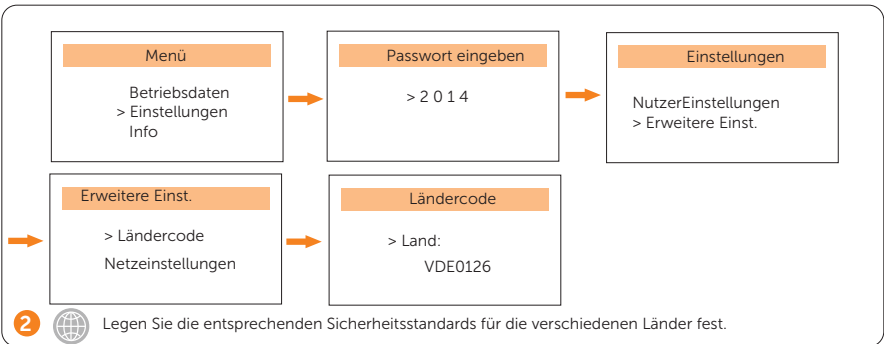 Menü
Betriebsdaten
> Einstellungen
Info
Passwort eingeben
> 2 0 1 4
Einstellungen
NutzerEinstellungen
> Erweitere Einst.
Erweitere Einst.
> Ländercode
Netzeinstellungen
Ländercode
> Land:
VDE0126
2 Legen Sie die entsprechenden Sicherheitsstandards für die verschiedenen Länder fest.